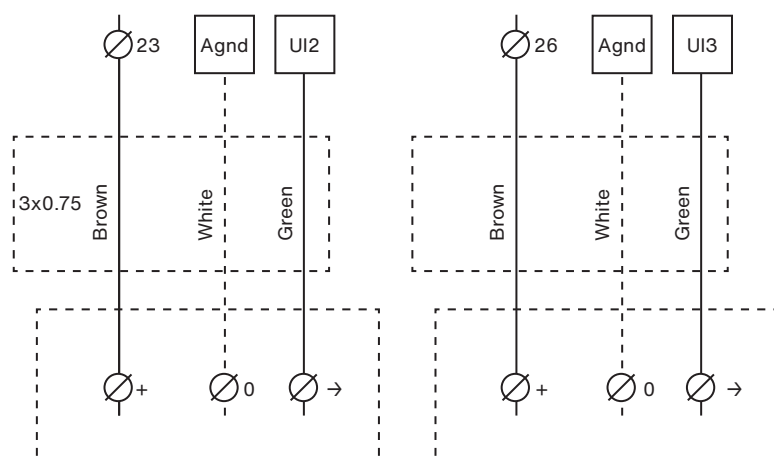 23 Agnd UI2 26 Agnd UI3
3x0.75 Brown White Green Brown White Green
+ 0 → + 0 →